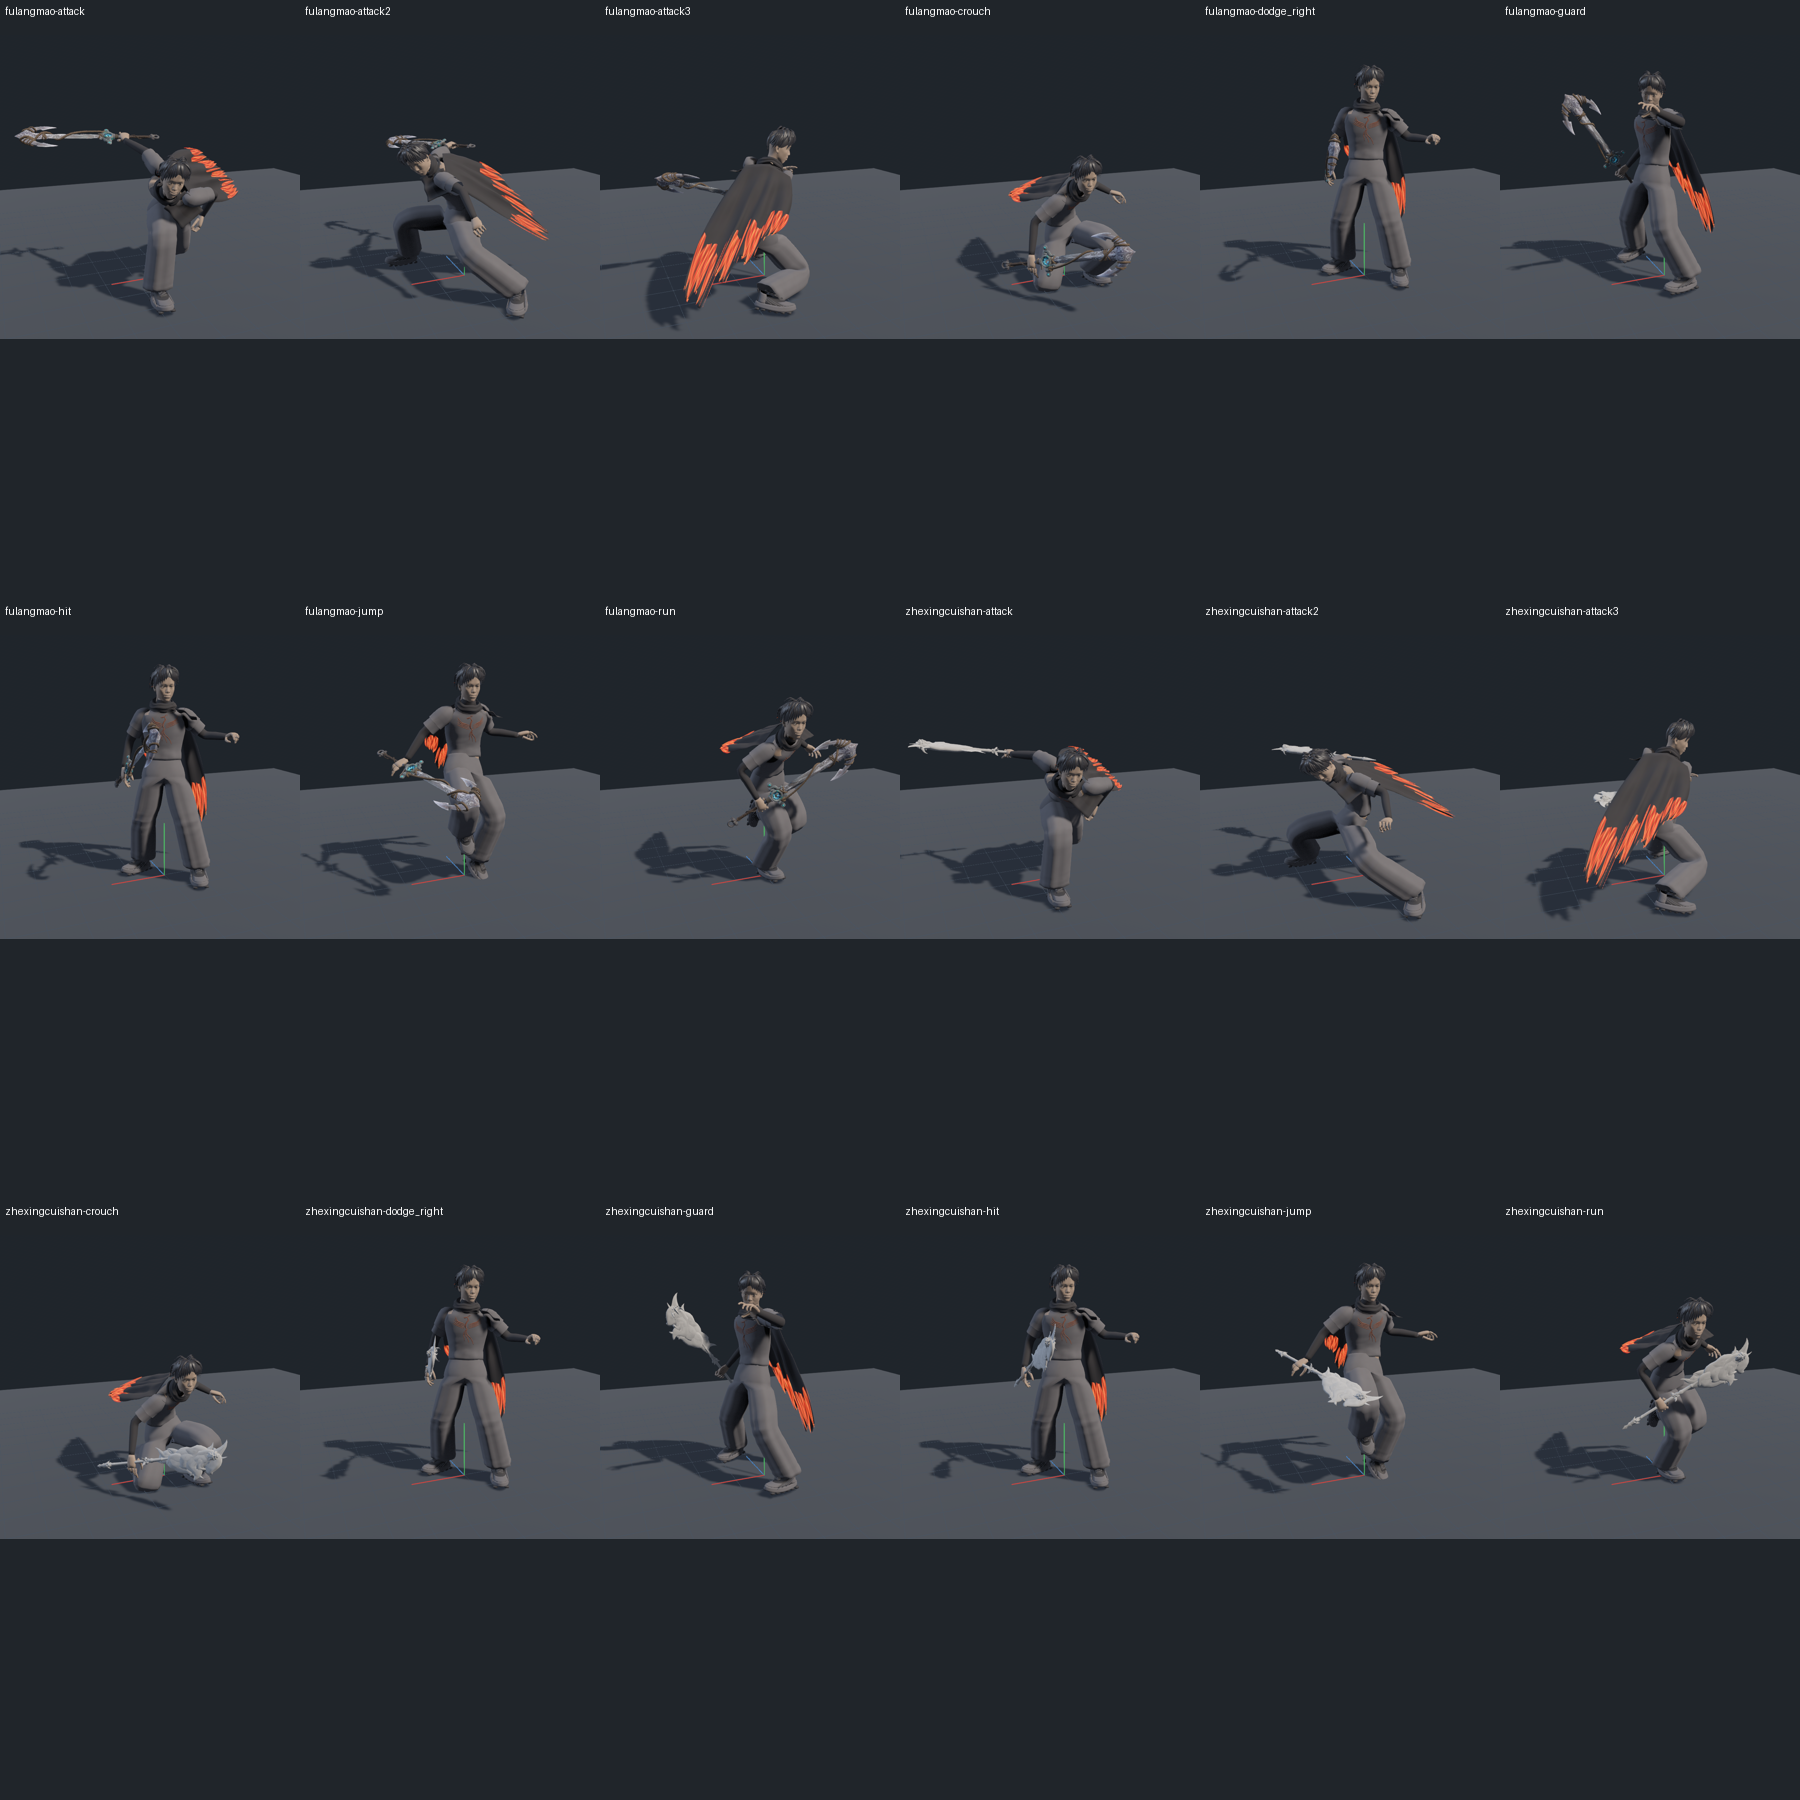 fulangmao-attack
fulangmao-attack2
fulangmao-attack3
fulangmao-crouch
fulangmao-dodge_right
fulangmao-guard
fulangmao-hit
fulangmao-jump
fulangmao-run
zhexingcuishan-attack
zhexingcuishan-attack2
zhexingcuishan-attack3
zhexingcuishan-crouch
zhexingcuishan-dodge_right
zhexingcuishan-guard
zhexingcuishan-hit
zhexingcuishan-jump
zhexingcuishan-run